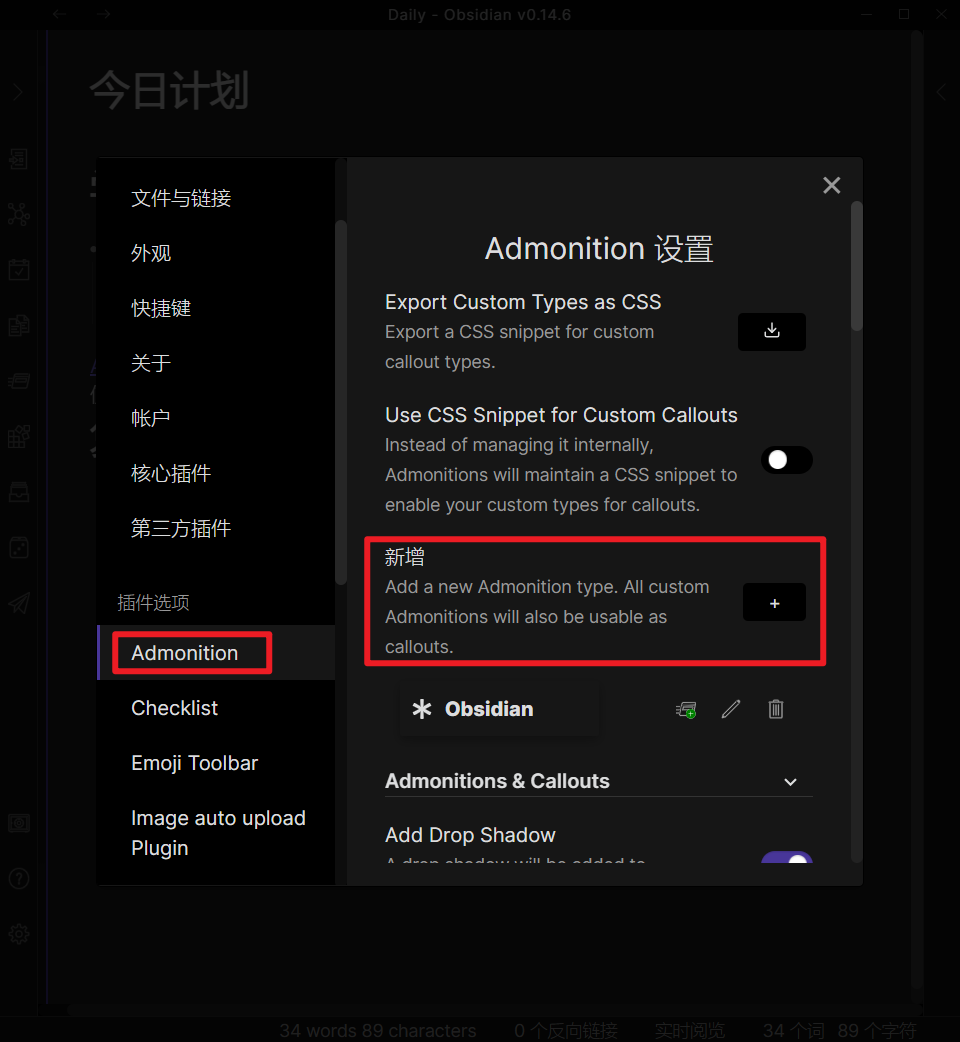 Daily - Obsidian v0.14.6
今日计划
文件与链接
外观
快捷键
关于
帐户
核心插件
第三方插件
插件选项
Admonition
Checklist
Emoji Toolbar
Image auto upload
Plugin
Admonition 设置
Export Custom Types as CSS
Export a CSS snippet for custom
callout types.
Use CSS Snippet for Custom Callouts
Instead of managing it internally,
Admonitions will maintain a CSS snippet to
enable your custom types for callouts.
新增
Add a new Admonition type. All custom
Admonitions will also be usable as
callouts.
Obsidian
Admonitions & Callouts
Add Drop Shadow
A drop shadow will be added to
34 words 89 characters 0 个反向链接 实时阅览 34 个词 89 个字符